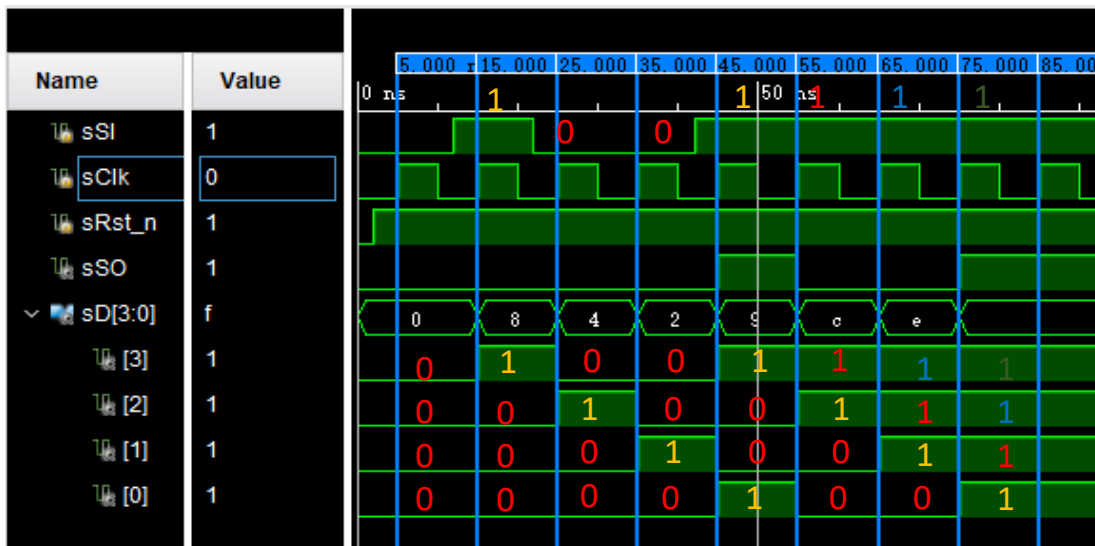 5.000 n 15.000 25.000 35.000 45.000 55.000 65.000 75.000 85.00
Name Value
0 ns 1 1 50 ns 1 1 1
sSI 1 0 0
sClk 0
sRst_n 1
sSO 1
sD[3:0] f 0 8 4 2 9 c e
[3] 1 0 1 0 0 1 1 1 1
[2] 1 0 0 1 0 0 1 1 1
[1] 1 0 0 0 1 0 0 1 1
[0] 1 0 0 0 0 1 0 0 1